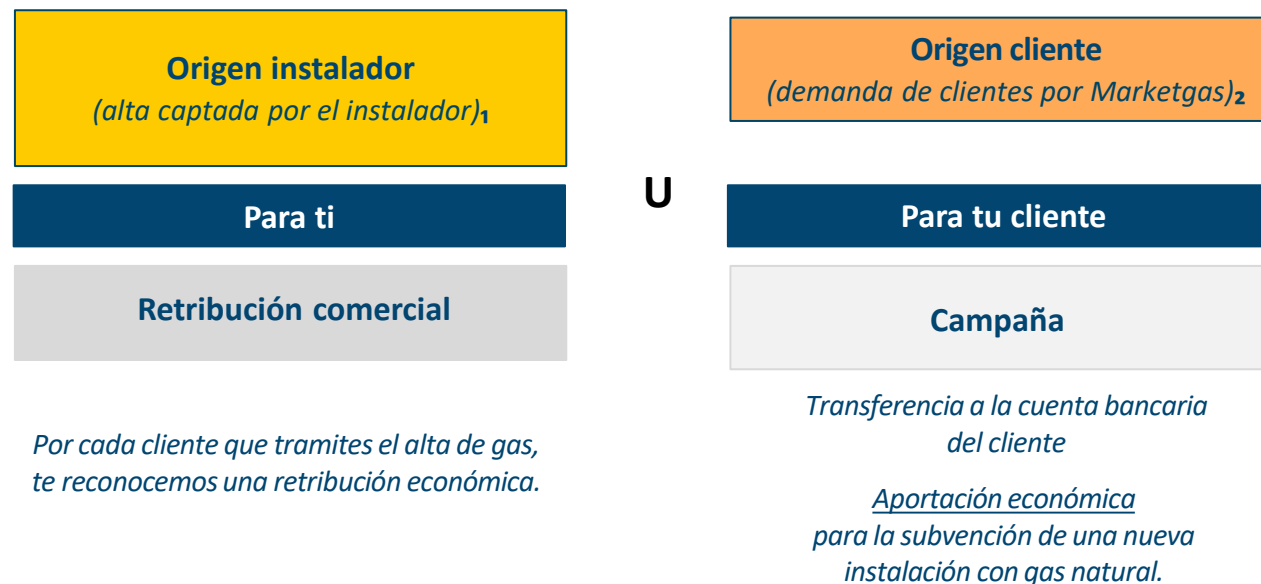 Origen instalador
(alta captada por el instalador)₁
Para ti
Retribución comercial
Por cada cliente que tramites el alta de gas,
te reconocemos una retribución económica.
U
Origen cliente
(demanda de clientes por Marketgas)₂
Para tu cliente
Campaña
Transferencia a la cuenta bancaria
del cliente
Aportación económica
para la subvención de una nueva
instalación con gas natural.